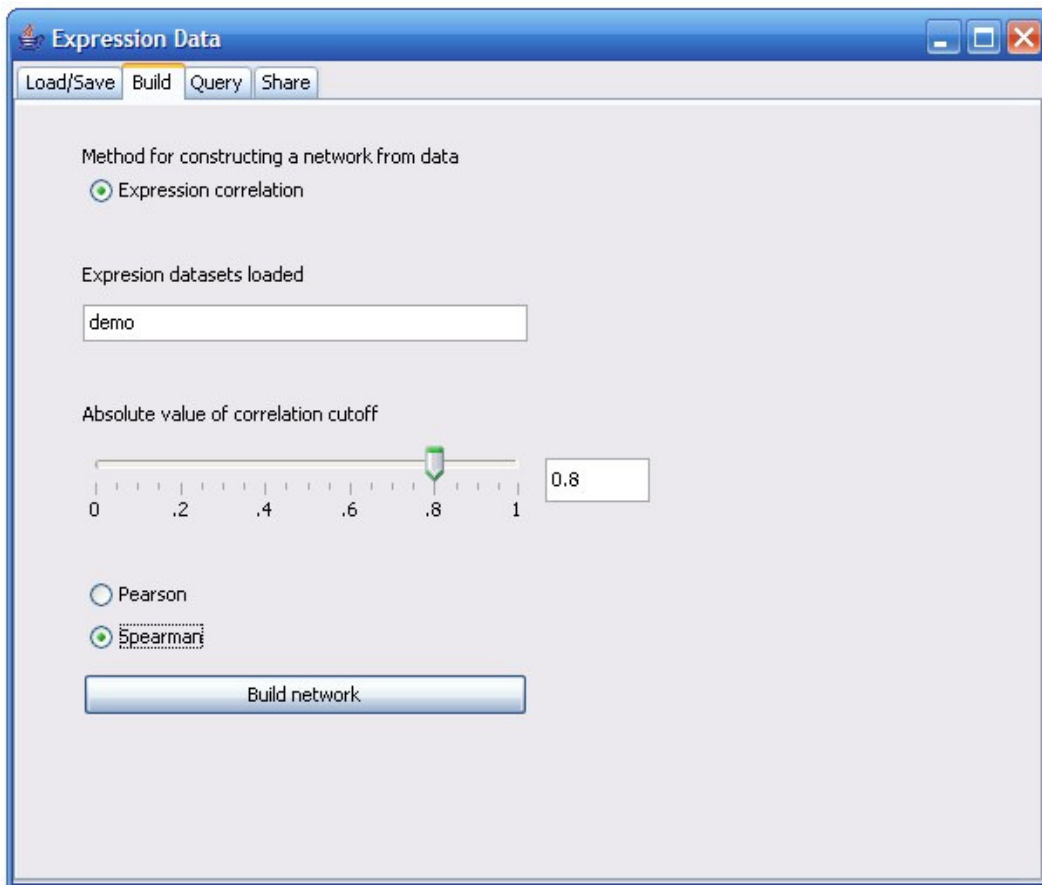 Expression Data
Load/Save Build Query Share
Method for constructing a network from data
Expression correlation
Expresion datasets loaded
demo
Absolute value of correlation cutoff
0.8
0 .2 .4 .6 .8 1
Pearson
Spearman
Build network